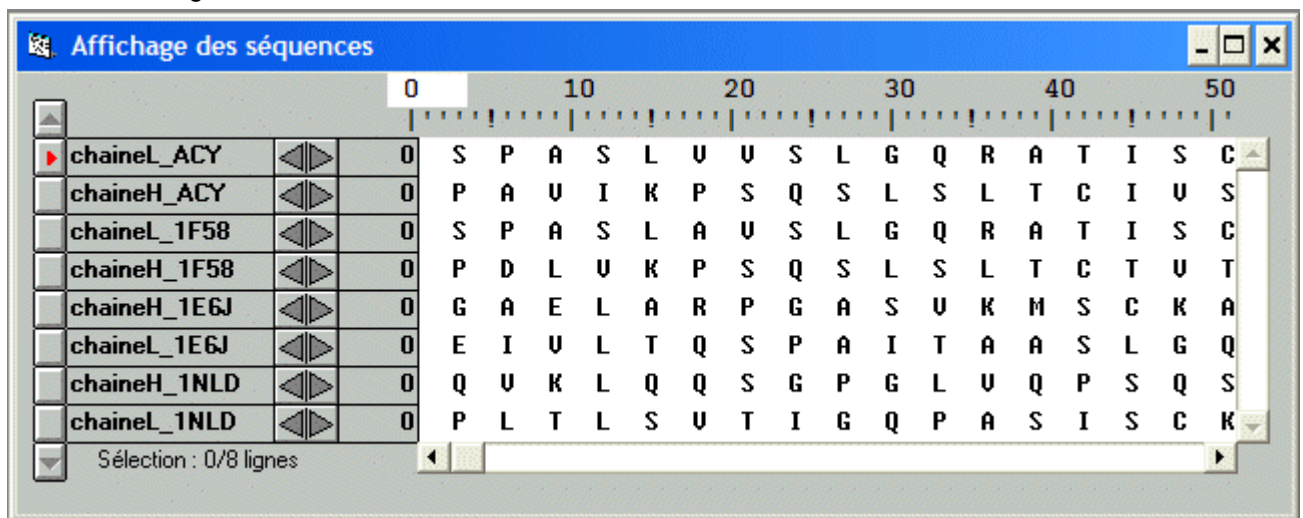 Affichage des séquences
0 10 20 30 40 50
chaineL_ACY 0 S P A S L V V S L G Q R A T I S C
chaineH_ACY 0 P A V I K P S Q S L S L T C I V S
chaineL_1F58 0 S P A S L A V S L G Q R A T I S C
chaineH_1F58 0 P D L V K P S Q S L S L T C T V T
chaineH_1E6J 0 G A E L A R P G A S V K M S C K A
chaineL_1E6J 0 E I V L T Q S P A I T A A S L G Q
chaineH_1NLD 0 Q V K L Q Q S G P G L V Q P S Q S
chaineL_1NLD 0 P L T L S V T I G Q P A S I S C K
Sélection : 0/8 lignes